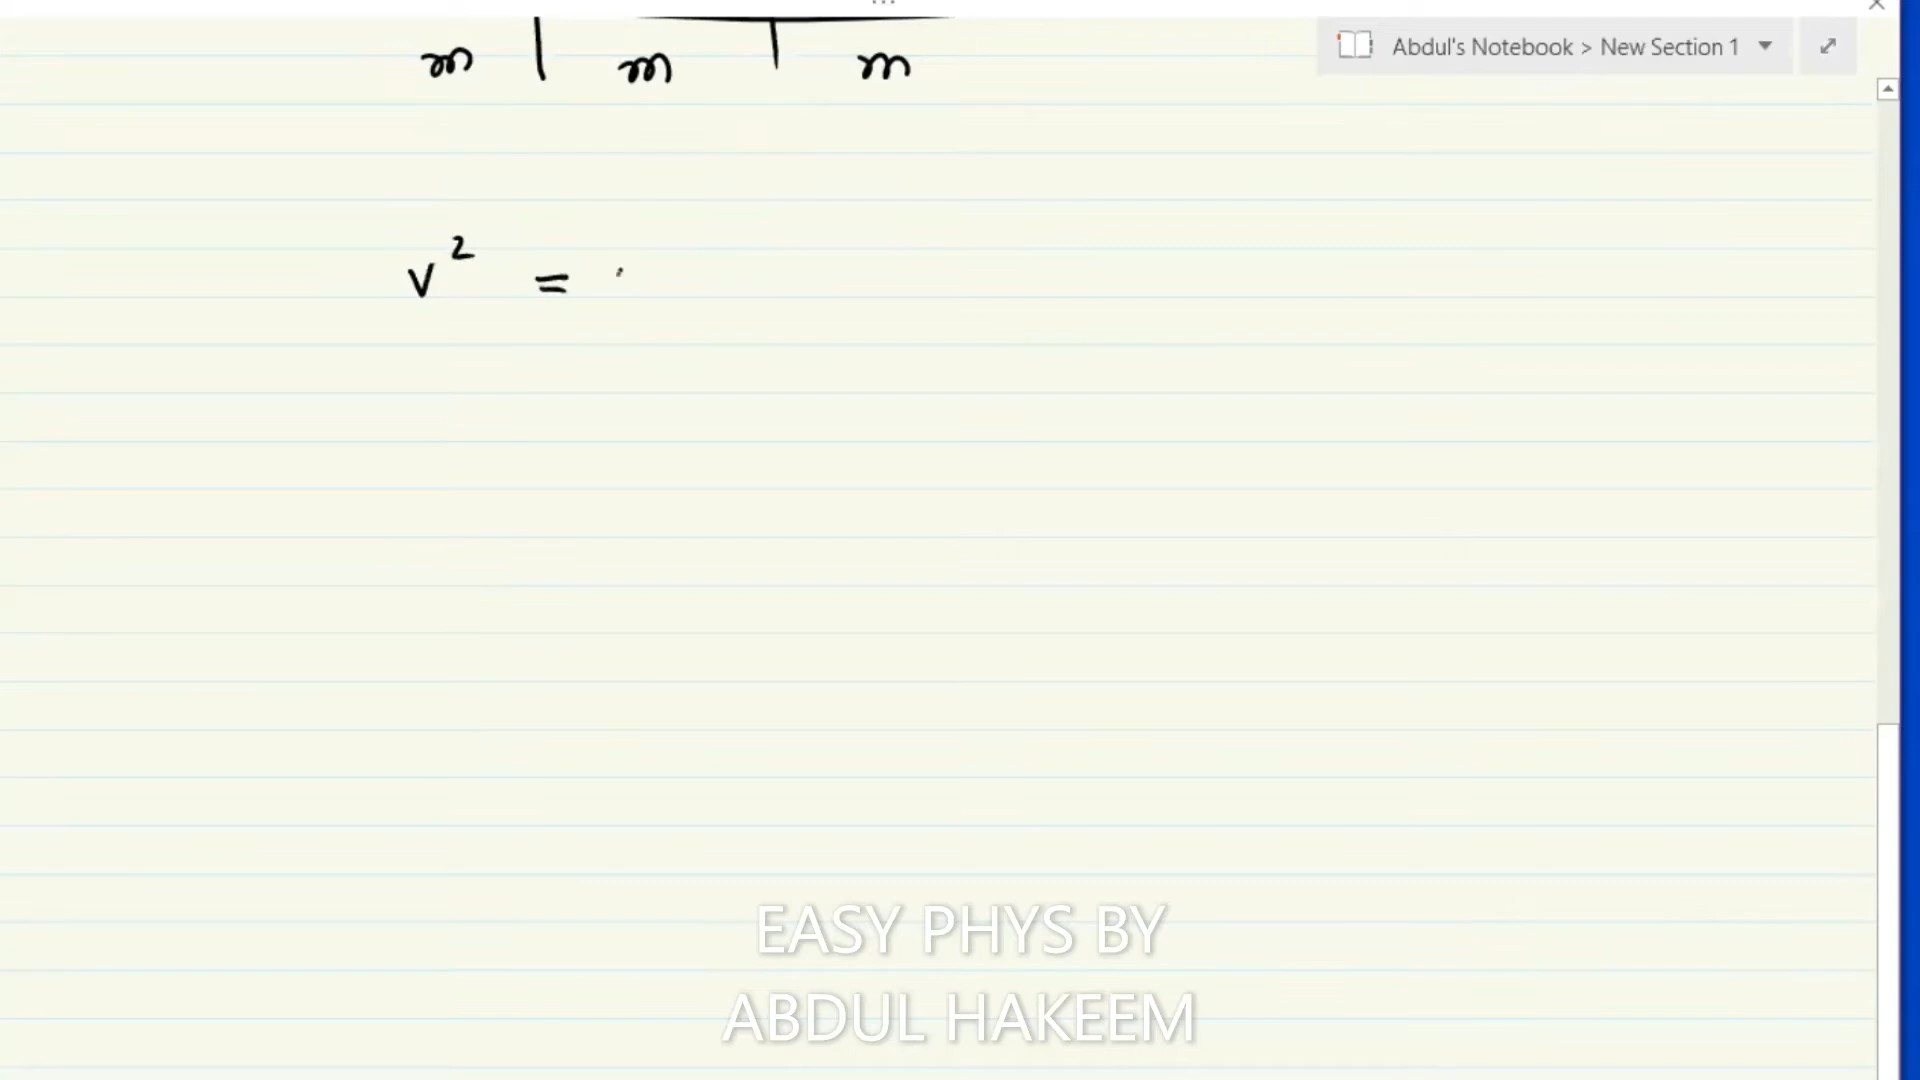 m | m | m
Abdul's Notebook > New Section 1
v² =
EASY PHYS BY
ABDUL HAKEEM